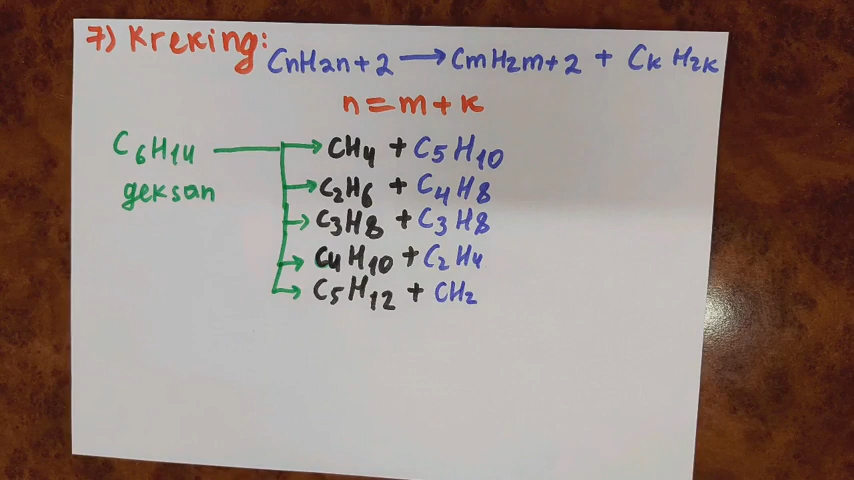 7) Kreking: CnH2n+2 → CmH2m+2 + CkH2k
n=m+k
C6H14 → CH4 + C5H10
geksan → C2H6 + C4H8
→ C3H8 + C3H8
→ C4H10 + C2H4
→ C5H12 + CH2